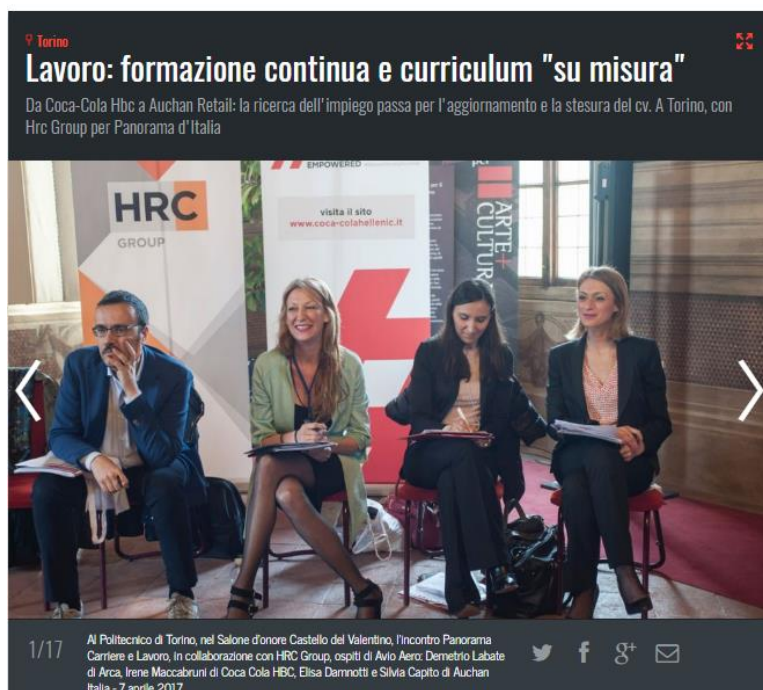 Torino
Lavoro: formazione continua e curriculum "su misura"
Da Coca-Cola Hbc a Auchan Retail: la ricerca dell'impiego passa per l'aggiornamento e la stesura del cv. A Torino, con
Hrc Group per Panorama d'Italia
HRC
GROUP
EMPOWERED
visita il sito
www.coca-colahellenic.it
ARTE+
CULTUR
1/17
Al Politecnico di Torino, nel Salone d'onore Castello del Valentino, l'incontro Panorama
Carriere e Lavoro, in collaborazione con HRC Group, ospiti di Avio Aero: Demetrio Labate
di Arca, Irene Maccabruni di Coca Cola HBC, Elisa Damnotti e Silvia Capito di Auchan
Italia - 7 aprile 2017